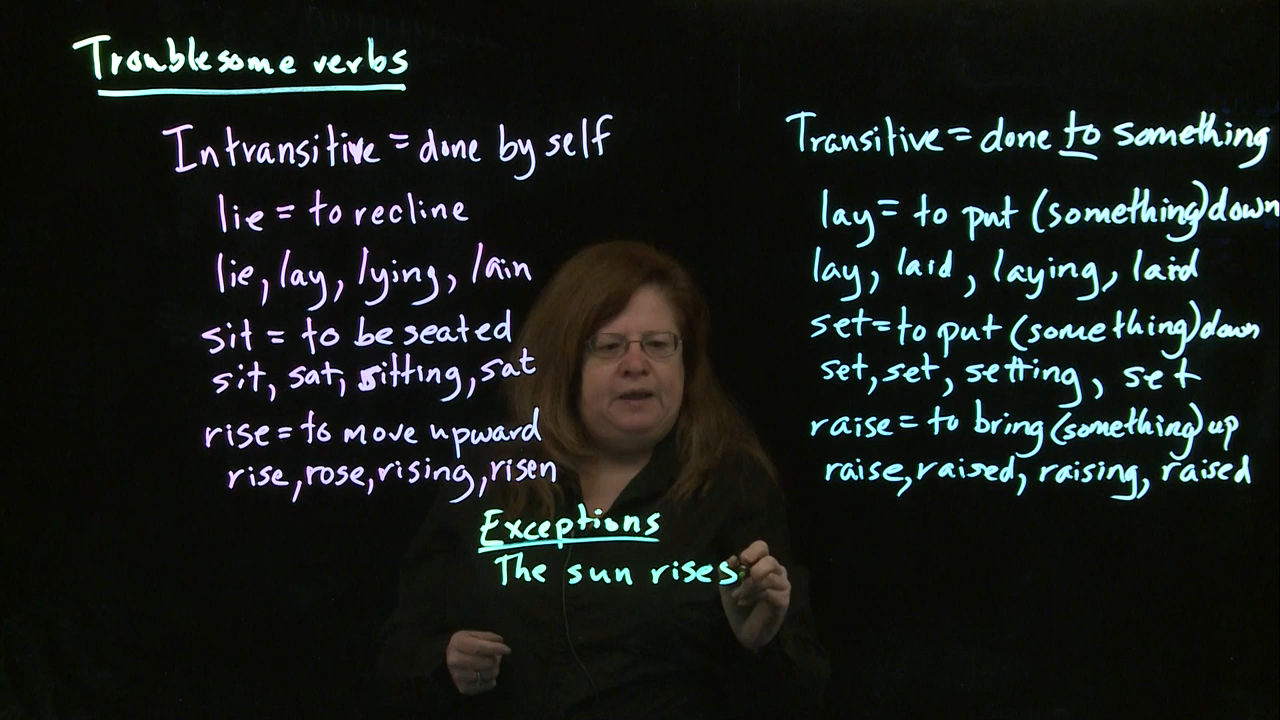 Troublesome verbs
Intransitive = done by self
lie = to recline
lie, lay, lying, lain
sit = to be seated
sit, sat, sitting, sat
rise = to move upward
rise, rose, rising, risen
Transitive = done to something
lay = to put (something) down
lay, laid, laying, laid
set = to put (something) down
set, set, setting, set
raise = to bring (something) up
raise, raised, raising, raised
Exceptions
The sun rises